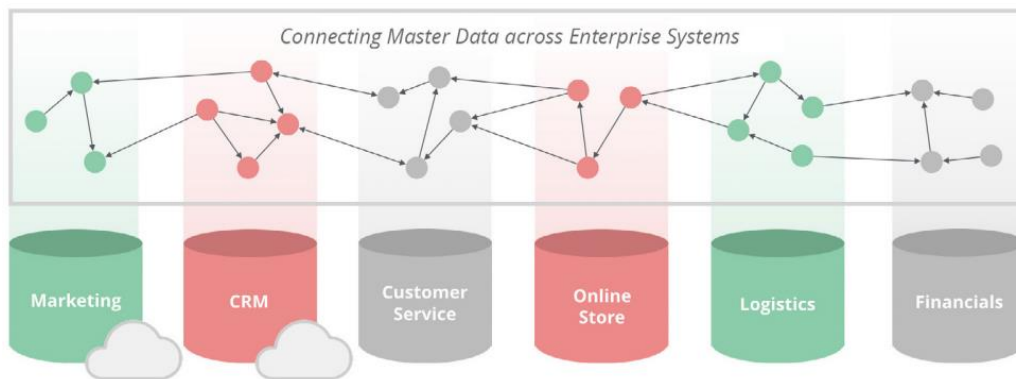 Connecting Master Data across Enterprise Systems
Marketing
CRM
Customer
Service
Online
Store
Logistics
Financials